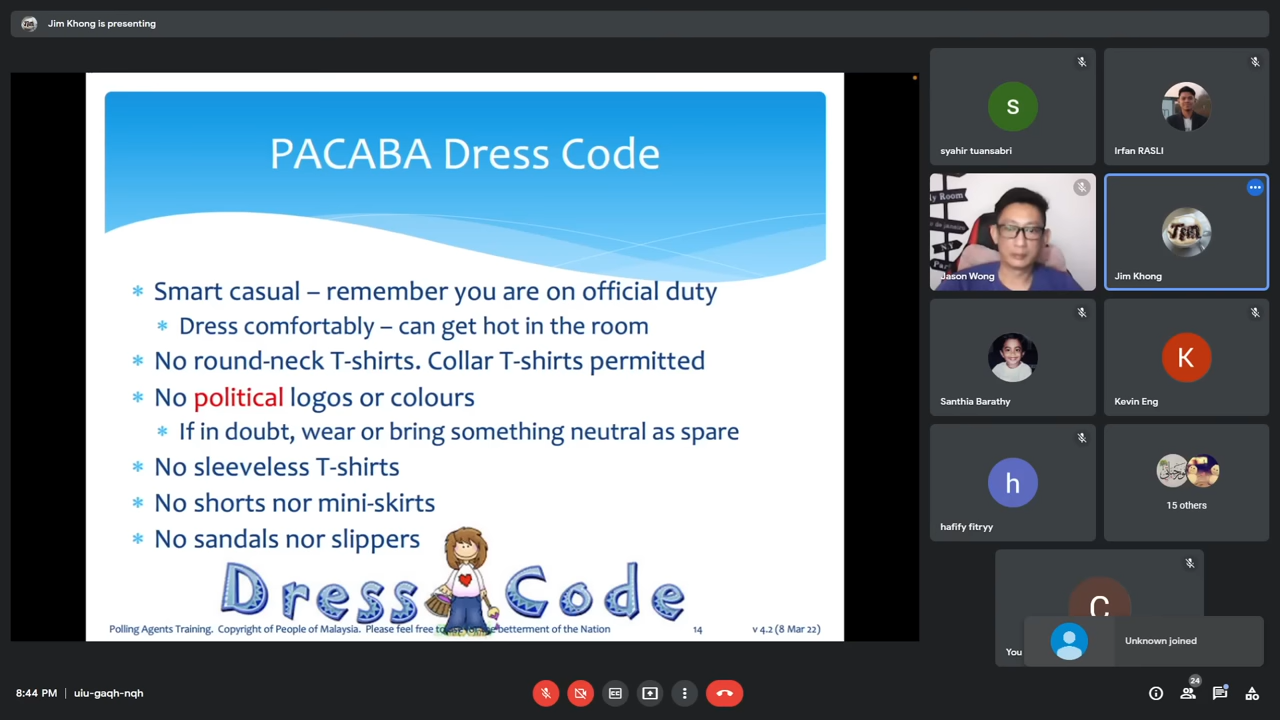 Jim Khong is presenting
PACABA Dress Code
* Smart casual – remember you are on official duty
* Dress comfortably – can get hot in the room
* No round-neck T-shirts. Collar T-shirts permitted
* No political logos or colours
* If in doubt, wear or bring something neutral as spare
* No sleeveless T-shirts
* No shorts nor mini-skirts
* No sandals nor slippers
Dress Code
Polling Agents Training. Copyright of People of Malaysia. Please feel free to betterment of the Nation
14
v 4.2 (8 Mar 22)
s
syahir tuansabri
Irfan RASLI
Jason Wong
Jim
Jim Khong
Santhia Barathy
K
Kevin Eng
h
hafify fitryy
15 others
C
You
Unknown joined
8:44 PM | uiu-gaqh-nqh
24